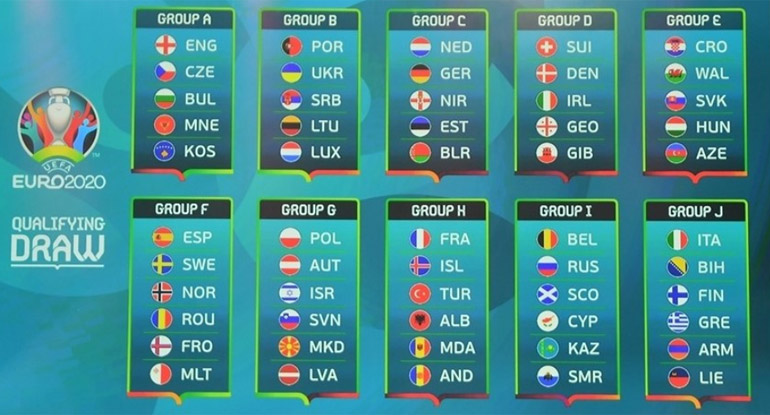 GROUP A
ENG
CZE
BUL
MNE
KOS
GROUP B
POR
UKR
SRB
LTU
LUX
GROUP C
NED
GER
NIR
EST
BLR
GROUP D
SUI
DEN
IRL
GEO
GIB
GROUP E
CRO
WAL
SVK
HUN
AZE
UEFA
EURO2020
QUALIFYING
DRAW
GROUP F
ESP
SWE
NOR
ROU
FRO
MLT
GROUP G
POL
AUT
ISR
SVN
MKD
LVA
GROUP H
FRA
ISL
TUR
ALB
MDA
AND
GROUP I
BEL
RUS
SCO
CYP
KAZ
SMR
GROUP J
ITA
BIH
FIN
GRE
ARM
LIE